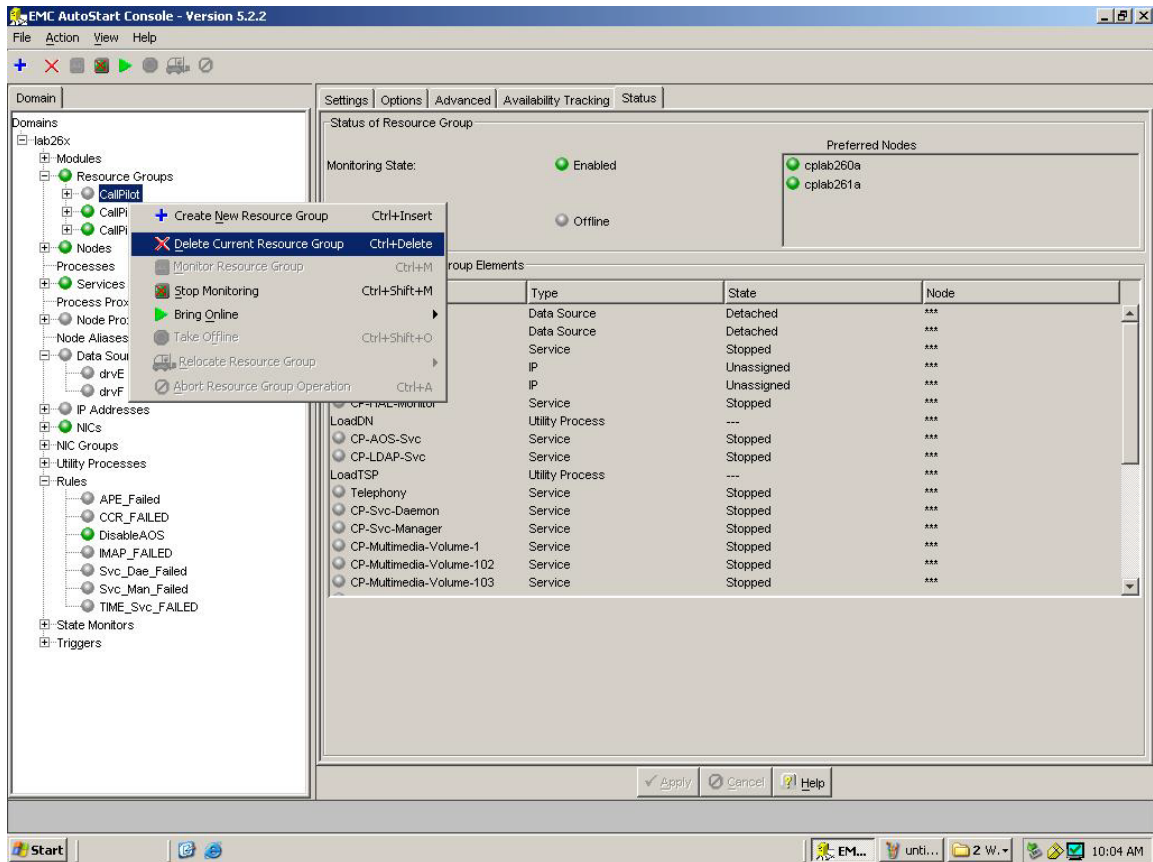 EMC AutoStart Console - Version 5.2.2
File Action View Help
Domain
Domains
lab26x
Modules
Resource Groups
CallPilot
CallPi
CallPi
Nodes
Processes
Services
Process Prox
Node Pro
Node Aliases
Data Sour
drvE
drvF
IP Addresses
NICs
NIC Groups
Utility Processes
Rules
APE_Failed
CCR_FAILED
DisableAOS
IMAP_FAILED
Svc_Dae_Failed
Svc_Man_Failed
TIME_Svc_FAILED
State Monitors
Triggers
Create New Resource Group Ctrl+Insert
Delete Current Resource Group Ctrl+Delete
Monitor Resource Group Ctrl+M
Stop Monitoring Ctrl+Shift+M
Bring Online
Take Offline Ctrl+Shift+O
Relocate Resource Group
Abort Resource Group Operation Ctrl+A
Settings Options Advanced Availability Tracking Status
Status of Resource Group
Preferred Nodes
Monitoring State: Enabled
cplab260a
cplab261a
Offline
roup Elements
Type State Node
Data Source Detached ***
Data Source Detached ***
Service Stopped ***
IP Unassigned ***
IP Unassigned ***
CP-HAL-Monitor Service Stopped ***
LoadDN Utility Process --- ***
CP-AOS-Svc Service Stopped ***
CP-LDAP-Svc Service Stopped ***
LoadTSP Utility Process --- ***
Telephony Service Stopped ***
CP-Svc-Daemon Service Stopped ***
CP-Svc-Manager Service Stopped ***
CP-Multimedia-Volume-1 Service Stopped ***
CP-Multimedia-Volume-102 Service Stopped ***
CP-Multimedia-Volume-103 Service Stopped ***
Apply Cancel Help
Start EM... unti... 2 W. 10:04 AM